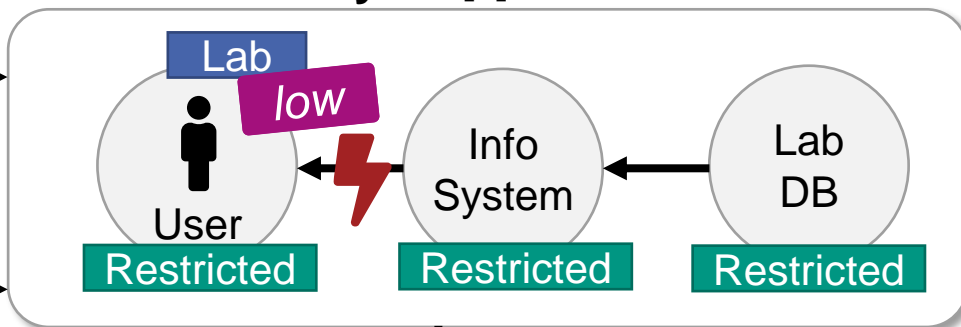 Lab
low
User
Restricted
Info
System
Restricted
Lab
DB
Restricted